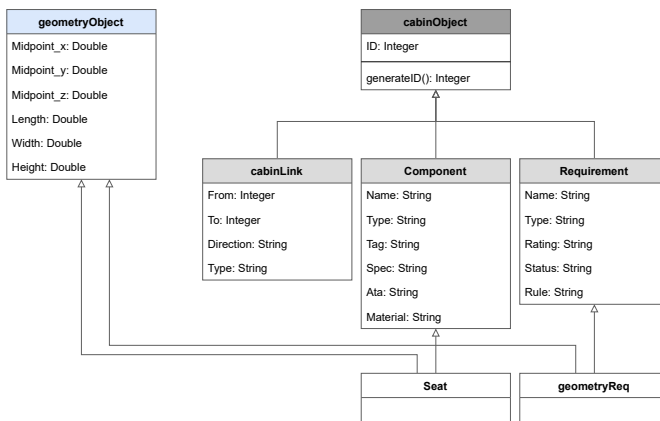 geometryObject
Midpoint_x: Double
Midpoint_y: Double
Midpoint_z: Double
Length: Double
Width: Double
Height: Double
cabinObject
ID: Integer
generateID(): Integer
cabinLink
From: Integer
To: Integer
Direction: String
Type: String
Component
Name: String
Type: String
Tag: String
Spec: String
Ata: String
Material: String
Requirement
Name: String
Type: String
Rating: String
Status: String
Rule: String
Seat
geometryReq